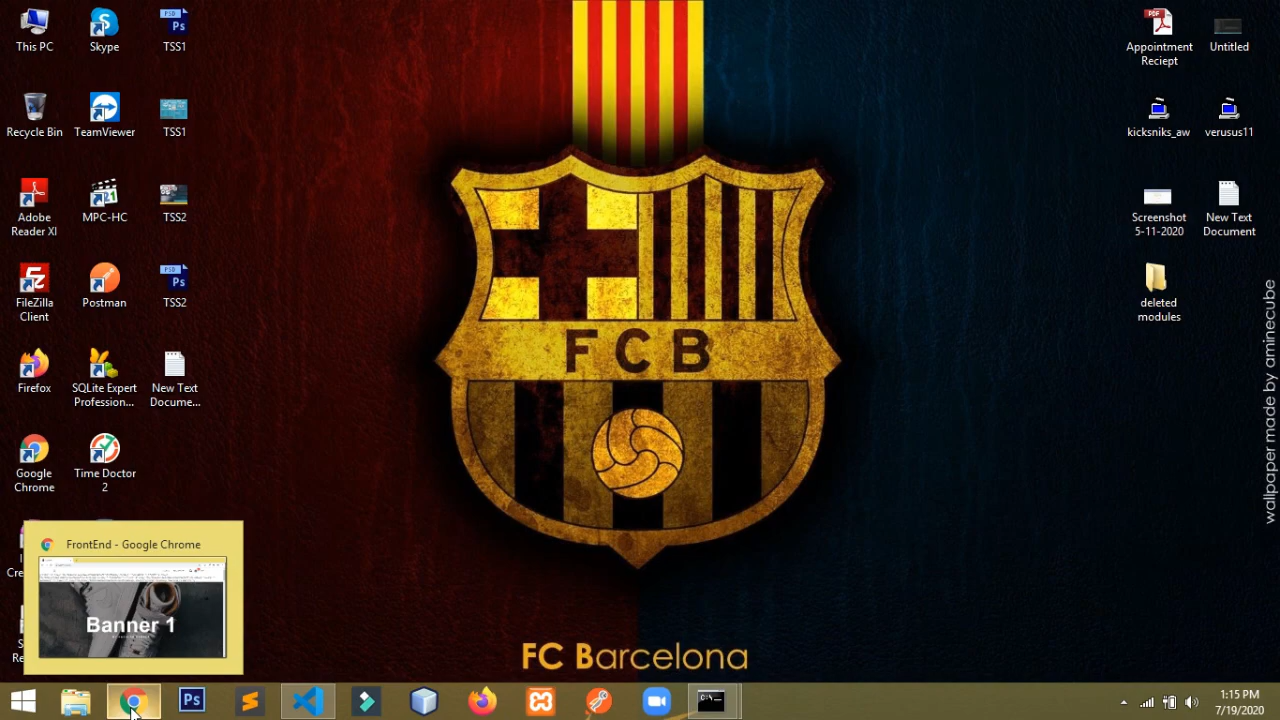 This PC
Skype
TSS1
Recycle Bin
TeamViewer
TSS1
Adobe
Reader XI
MPC-HC
TSS2
FileZilla
Client
Postman
TSS2
Firefox
SQLite Expert
Profession...
New Text
Docume...
Google
Chrome
Time Doctor
2
FrontEnd - Google Chrome
Banner 1
FCB
FC Barcelona
wallpaper made by aminecube
Appointment
Reciept
Untitled
kicksniks_aw
verusus11
Screenshot
5-11-2020
New Text
Document
deleted
modules
1:15 PM
7/19/2020